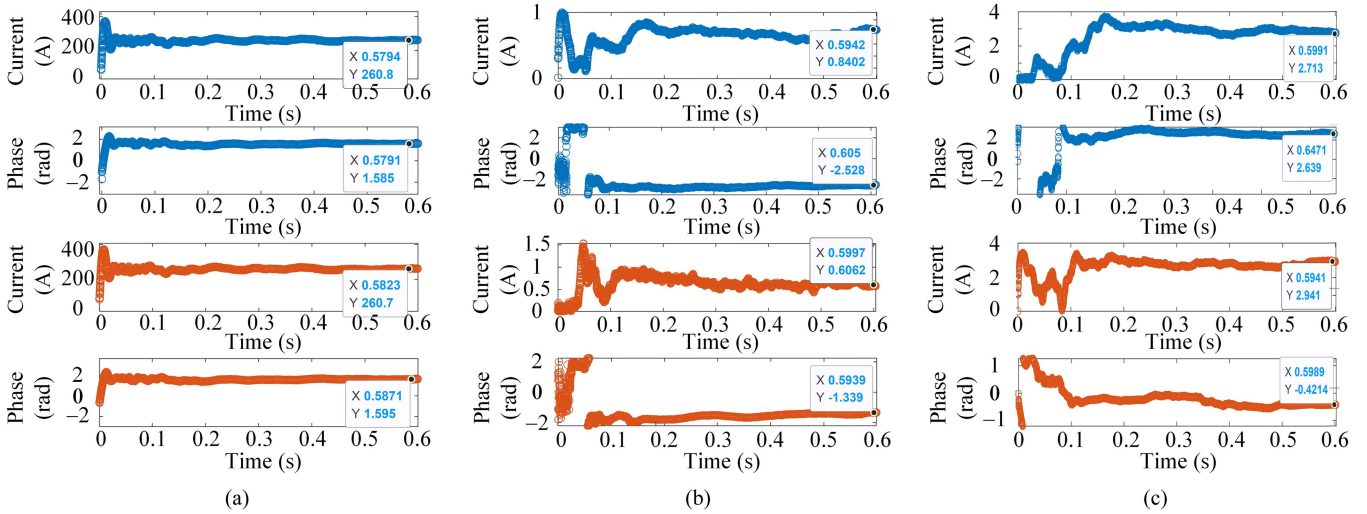 400
200
0
Current
(A)
X 0.5794
Y 260.8
0 0.1 0.2 0.3 0.4 0.5 0.6
Time (s)
2
0
−2
Phase
(rad)
X 0.5791
Y 1.585
0 0.1 0.2 0.3 0.4 0.5 0.6
Time (s)
400
200
0
Current
(A)
X 0.5823
Y 260.7
0 0.1 0.2 0.3 0.4 0.5 0.6
Time (s)
2
0
−2
Phase
(rad)
X 0.5871
Y 1.595
0 0.1 0.2 0.3 0.4 0.5 0.6
Time (s)
(a)
1
0
Current
(A)
X 0.5942
Y 0.8402
0 0.1 0.2 0.3 0.4 0.5 0.6
Time (s)
2
0
−2
Phase
(rad)
X 0.605
Y -2.528
0 0.1 0.2 0.3 0.4 0.5 0.6
Time (s)
1.5
1
0.5
0
Current
(A)
X 0.5997
Y 0.6062
0 0.1 0.2 0.3 0.4 0.5 0.6
Time (s)
2
0
−2
Phase
(rad)
X 0.5939
Y -1.339
0 0.1 0.2 0.3 0.4 0.5 0.6
Time (s)
(b)
4
2
0
Current
(A)
X 0.5991
Y 2.713
0 0.1 0.2 0.3 0.4 0.5 0.6
Time (s)
2
0
−2
Phase
(rad)
X 0.6471
Y 2.639
0 0.1 0.2 0.3 0.4 0.5 0.6
Time (s)
4
2
0
Current
(A)
X 0.5941
Y 2.941
0 0.1 0.2 0.3 0.4 0.5 0.6
Time (s)
1
0
−1
Phase
(rad)
X 0.5989
Y -0.4214
0 0.1 0.2 0.3 0.4 0.5 0.6
Time (s)
(c)